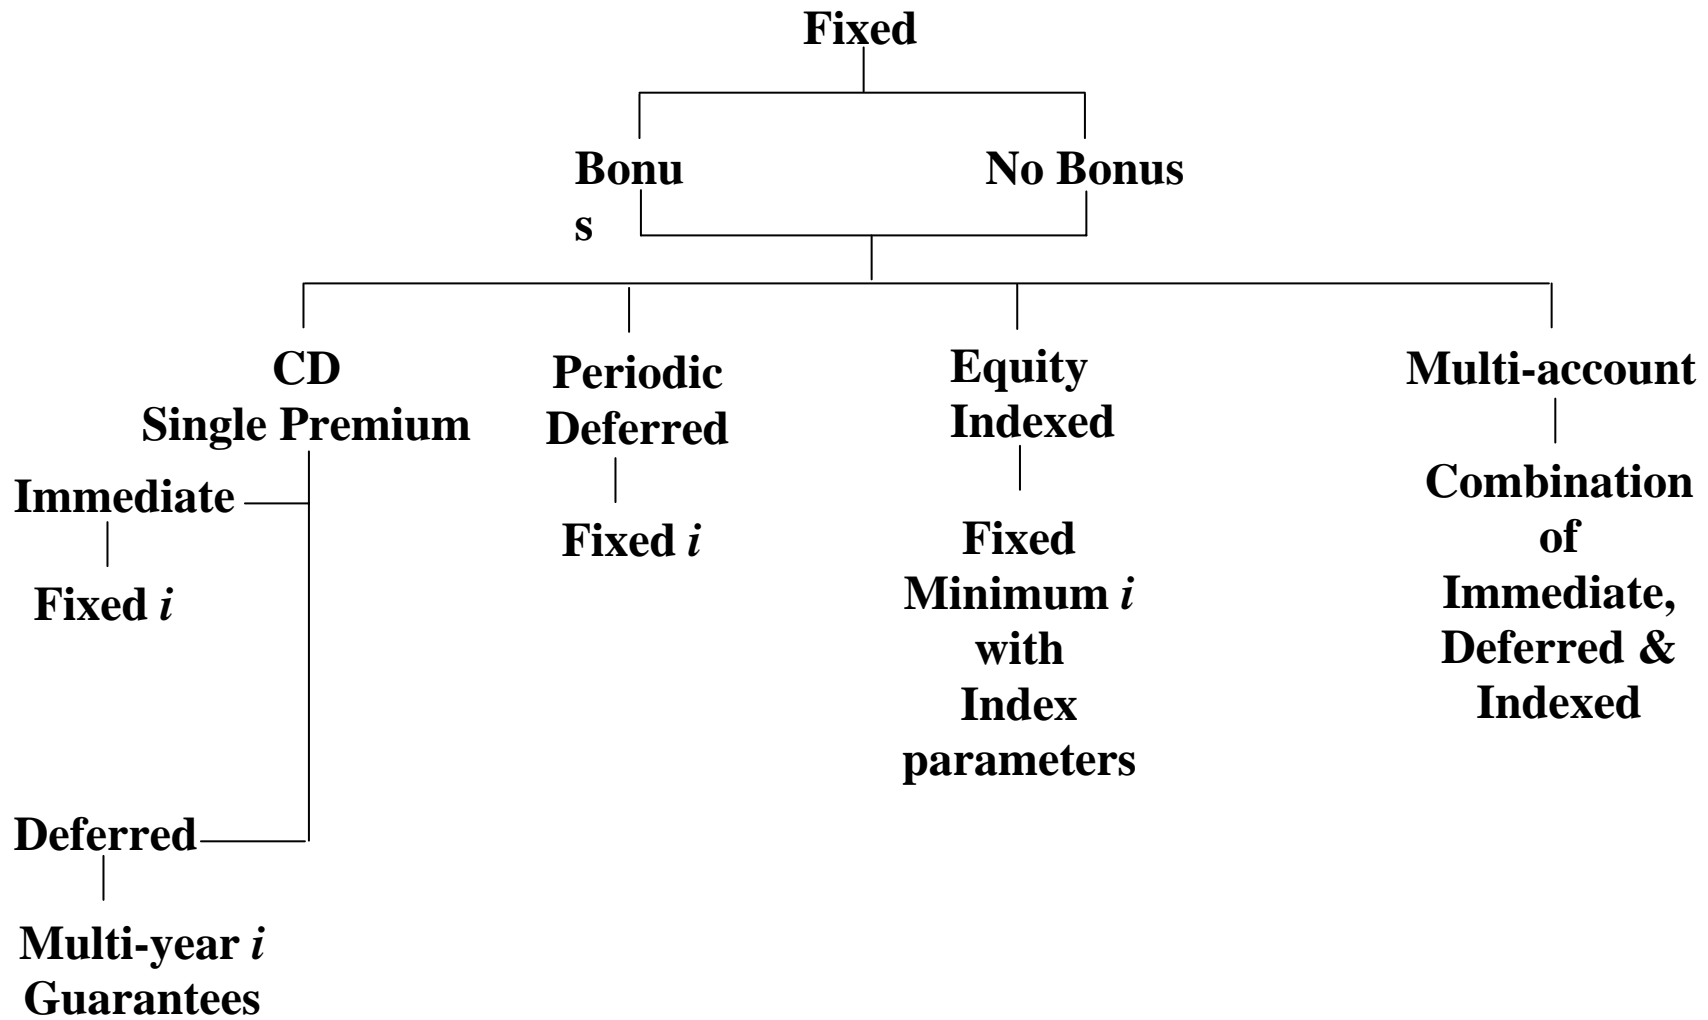 Fixed
Bonu
s
No Bonus
CD
Single Premium
Immediate
Fixed i
Deferred
Multi-year i
Guarantees
Periodic
Deferred
Fixed i
Equity
Indexed
Fixed
Minimum i
with
Index
parameters
Multi-account
Combination
of
Immediate,
Deferred &
Indexed